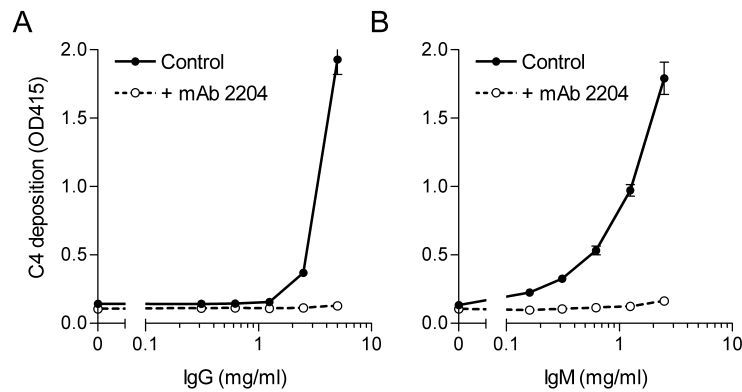 A
B
C4 deposition (OD415)
2.0
1.5
1.0
0.5
0.0
Control
+ mAb 2204
0
0.1
1
10
IgG (mg/ml)
2.0
1.5
1.0
0.5
0.0
Control
+ mAb 2204
0
0.1
1
10
IgM (mg/ml)